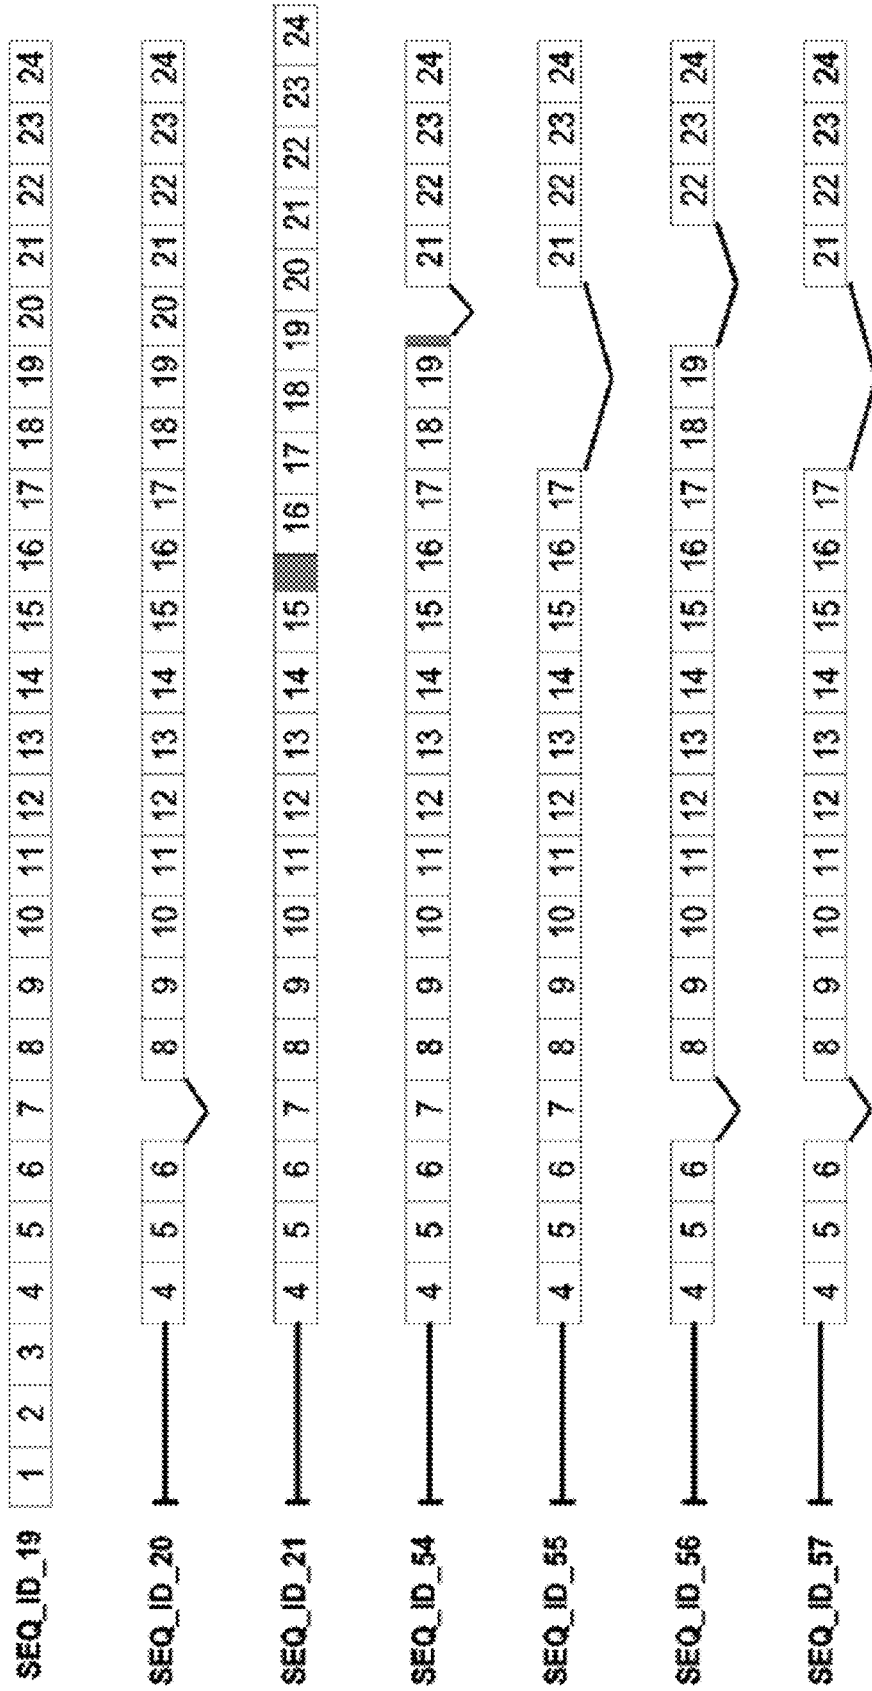 SEQ_ID_19 1 2 3 4 5 6 7 8 9 10 11 12 13 14 15 16 17 18 19 20 21 22 23 24
SEQ_ID_20 4 5 6 8 9 10 11 12 13 14 15 16 17 18 19 20 21 22 23 24
SEQ_ID_21 4 5 6 7 8 9 10 11 12 13 14 15 16 17 18 19 20 21 22 23 24
SEQ_ID_54 4 5 6 7 8 9 10 11 12 13 14 15 16 17 18 19 21 22 23 24
SEQ_ID_55 4 5 6 7 8 9 10 11 12 13 14 15 16 17 21 22 23 24
SEQ_ID_56 4 5 6 8 9 10 11 12 13 14 15 16 17 18 19 22 23 24
SEQ_ID_57 4 5 6 8 9 10 11 12 13 14 15 16 17 21 22 23 24